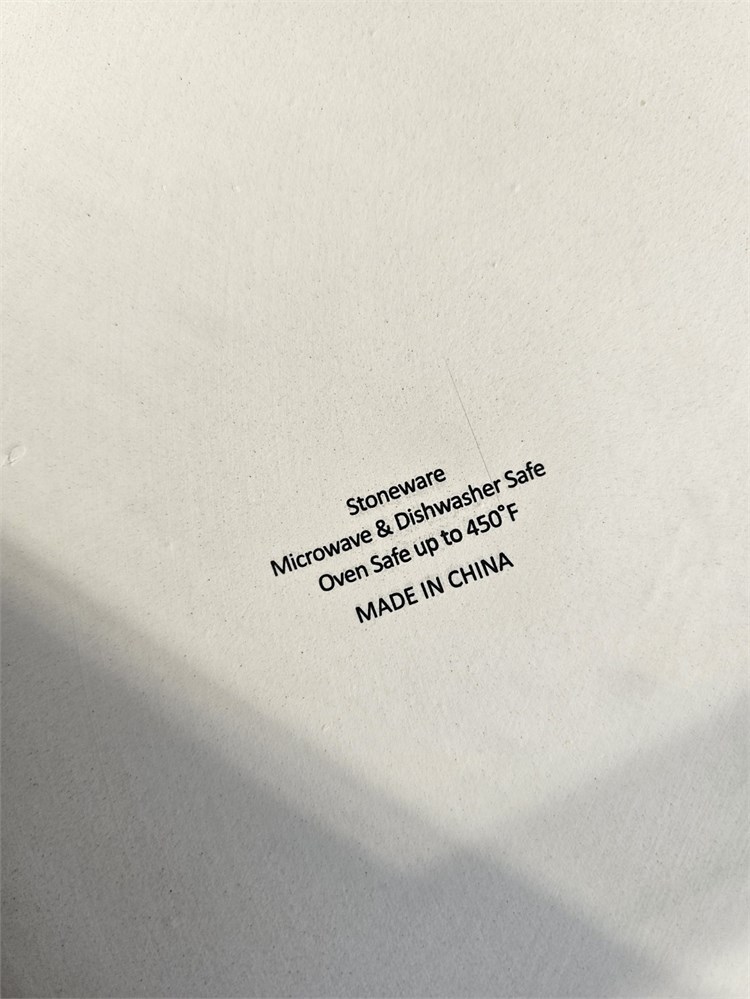 Stoneware
Microwave & Dishwasher Safe
Oven Safe up to 450°F
MADE IN CHINA